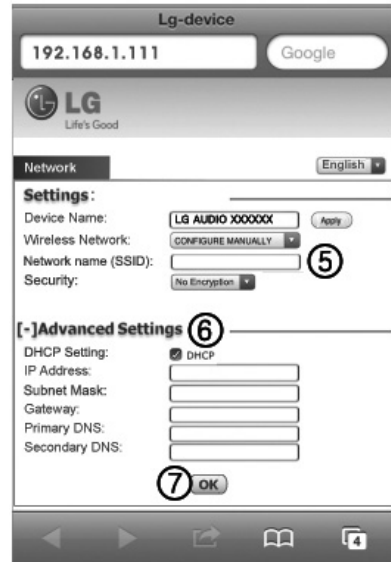 Lg-device
192.168.1.111 Google
LG
Life's Good
Network English
Settings:
Device Name: LG AUDIO XXXXXX Apply
Wireless Network: CONFIGURE MANUALLY
Network name (SSID): ⑤
Security: No Encryption
[-]Advanced Settings ⑥
DHCP Setting: DHCP
IP Address:
Subnet Mask:
Gateway:
Primary DNS:
Secondary DNS:
⑦ OK
4